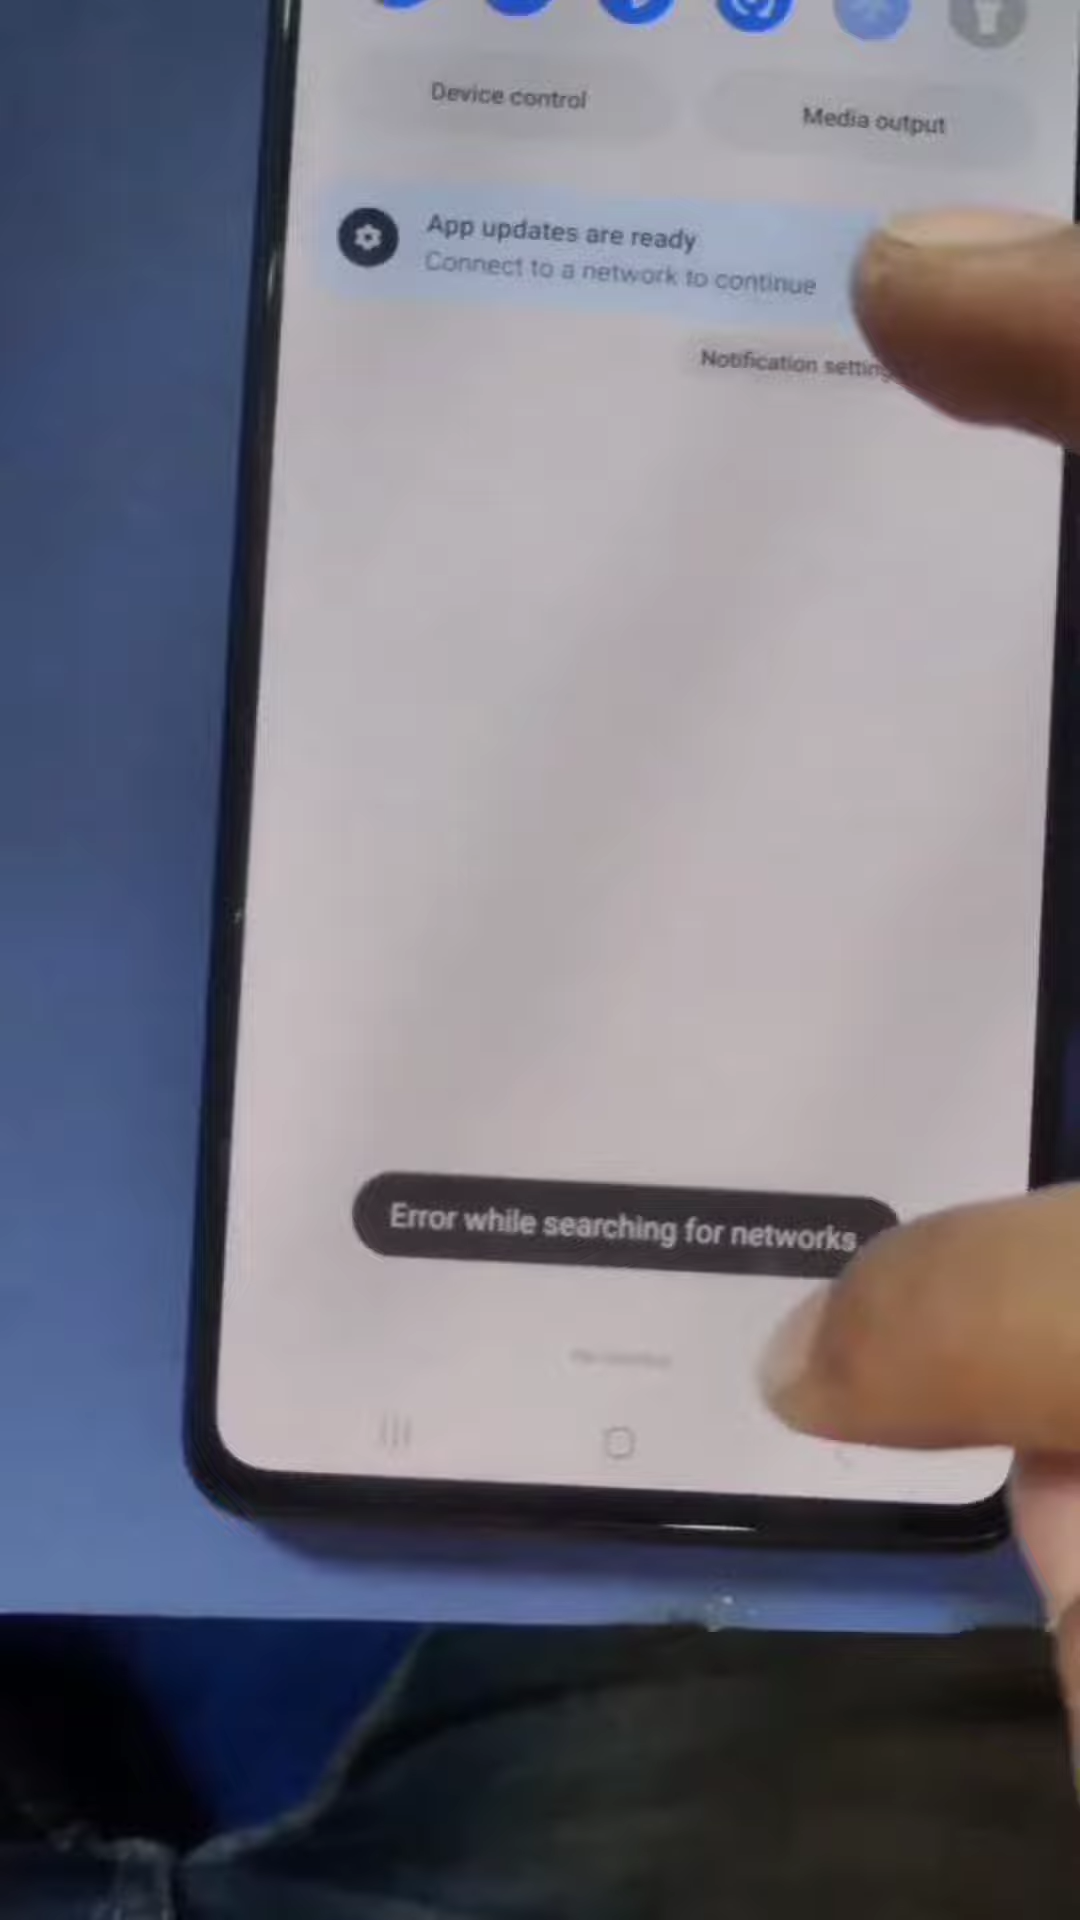 Device control
Media output
App updates are ready
Connect to a network to continue
Notification setting
Error while searching for networks.